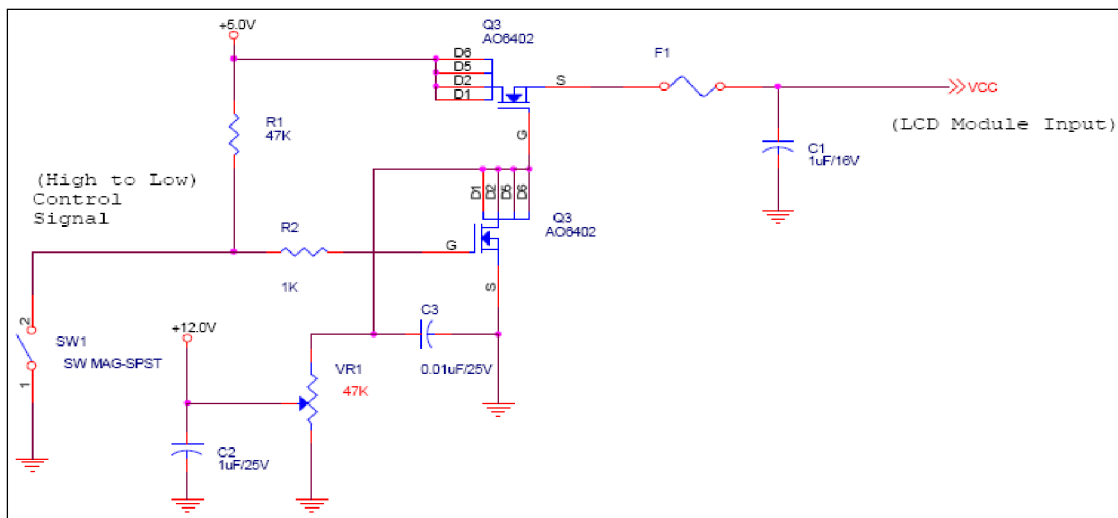 +5.0V
Q3
AO6402
D6
D5
D2
D1
S
G
F1
VCC
(LCD Module Input)
C1
1uF/16V
R1
47K
(High to Low)
Control
Signal
R2
1K
G
D1
D2
D5
D6
Q3
AO6402
S
C3
0.01uF/25V
2
SW1
SW MAG-SPST
1
+12.0V
VR1
47K
C2
1uF/25V